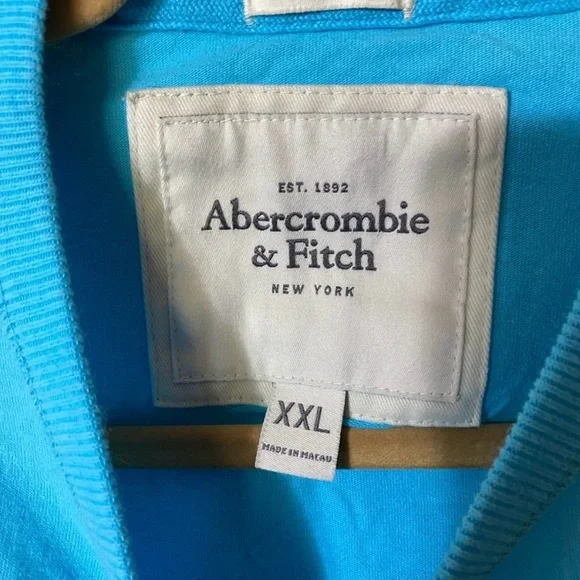 EST. 1892
Abercrombie
& Fitch
NEW YORK
XXL
MADE IN MACAU